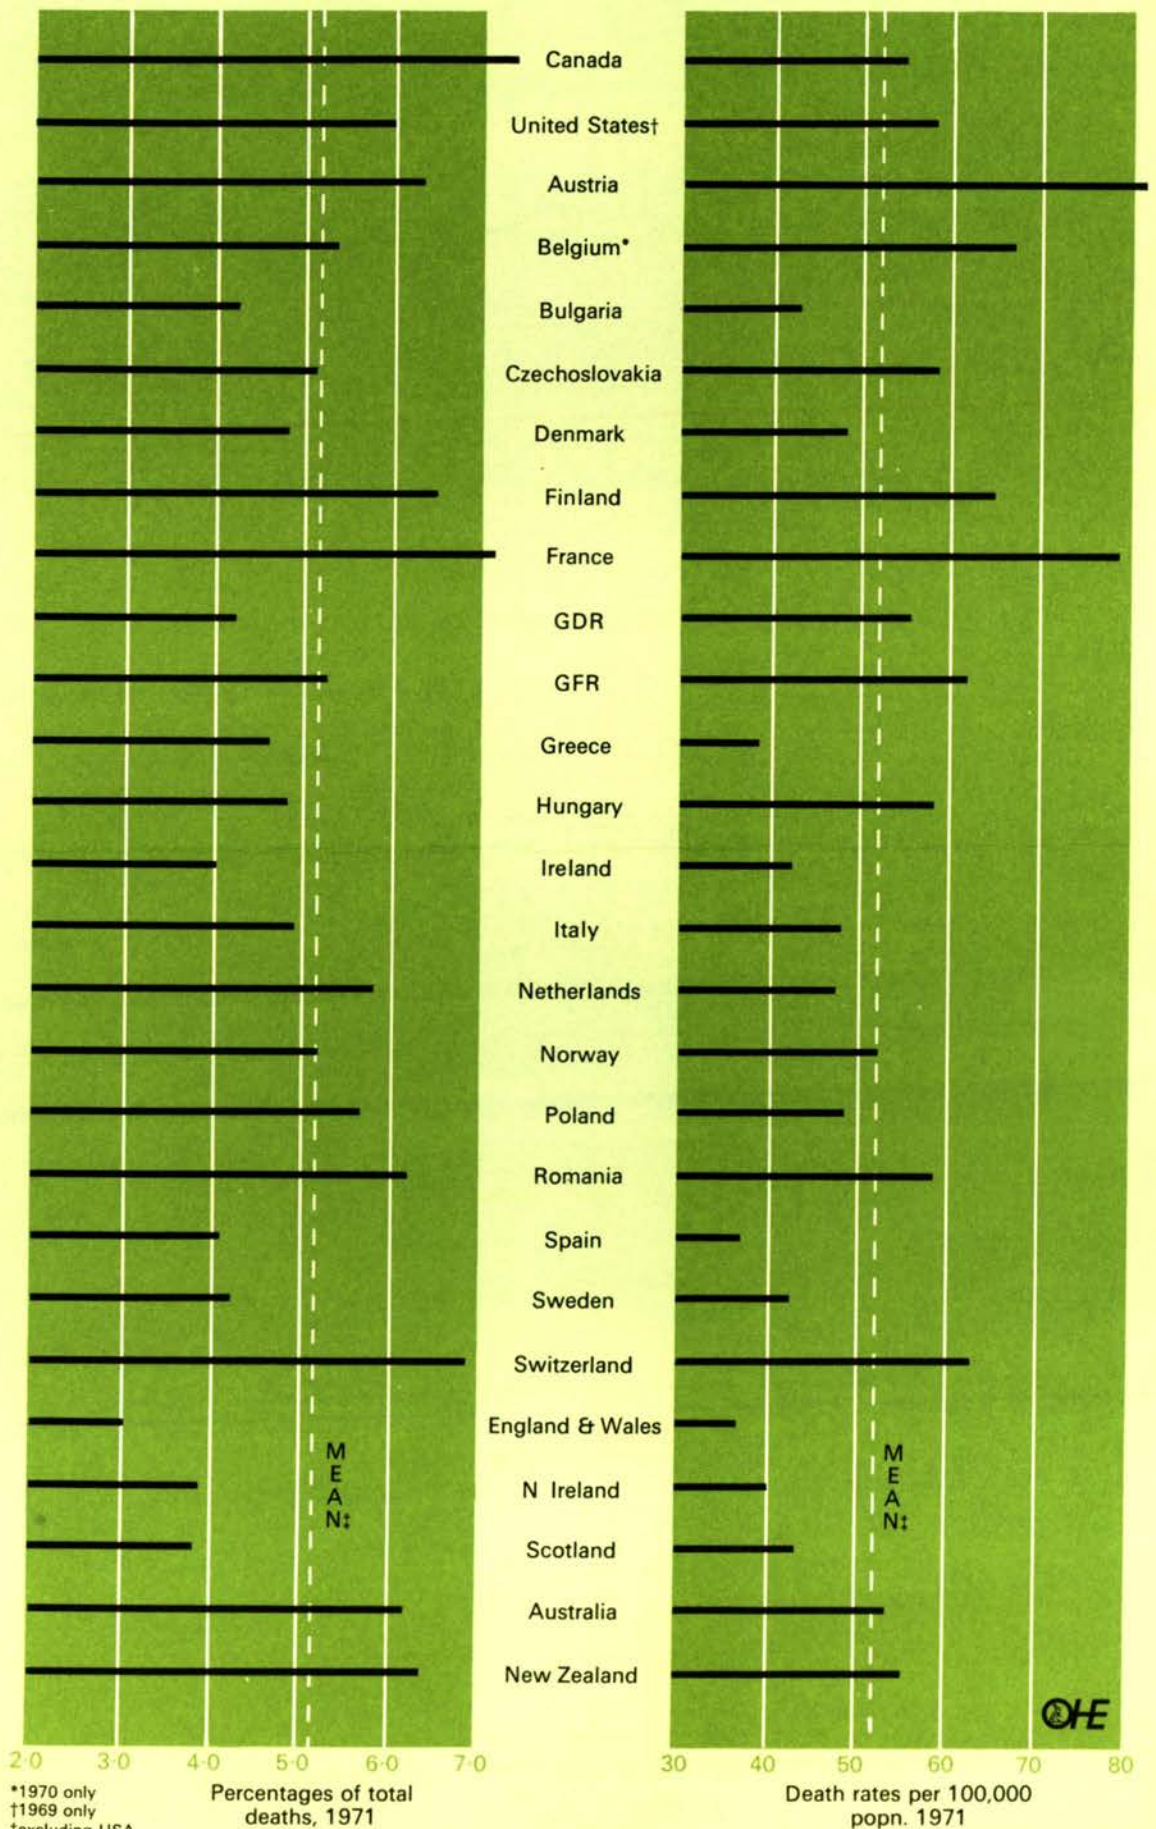 Canada
United States†
Austria
Belgium*
Bulgaria
Czechoslovakia
Denmark
Finland
France
GDR
GFR
Greece
Hungary
Ireland
Italy
Netherlands
Norway
Poland
Romania
Spain
Sweden
Switzerland
England & Wales
N Ireland
Scotland
Australia
New Zealand
MEAN‡
MEAN‡
OHE
2·0 3·0 4·0 5·0 6·0 7·0
30 40 50 60 70 80
*1970 only
†1969 only
‡excluding USA
Percentages of total
deaths, 1971
Death rates per 100,000
popn. 1971